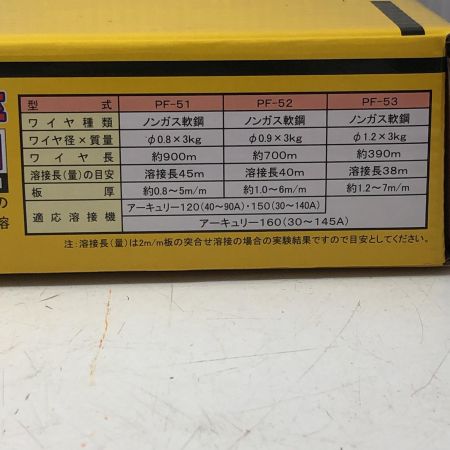 型式 PF-51 PF-52 PF-53
ワイヤ種類 ノンガス軟鋼 ノンガス軟鋼 ノンガス軟鋼
ワイヤ径×質量 φ0.8×3kg φ0.9×3kg φ1.2×3kg
ワイヤ長 約900m 約700m 約390m
溶接長(量)の目安 溶接長45m 溶接長40m 溶接長38m
板厚 約0.8～5m/m 約1.0～6m/m 約1.2～7m/m
適応溶接機 アーキュリー120(40～90A)・150(30～140A)
アーキュリー160(30～145A)
注:溶接長(量)は2m/m板の突合せ溶接の場合の実験結果ですので目安としてください。
の
溶